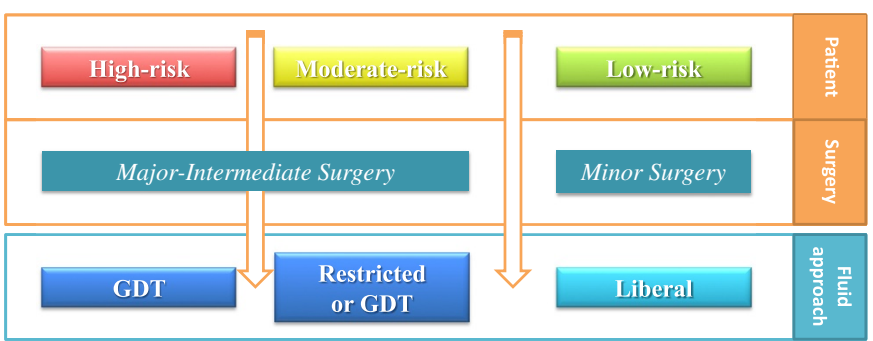 High-risk
Moderate-risk
Low-risk
Patient
Major-Intermediate Surgery
Minor Surgery
Surgery
GDT
Restricted
or GDT
Liberal
Fluid
approach